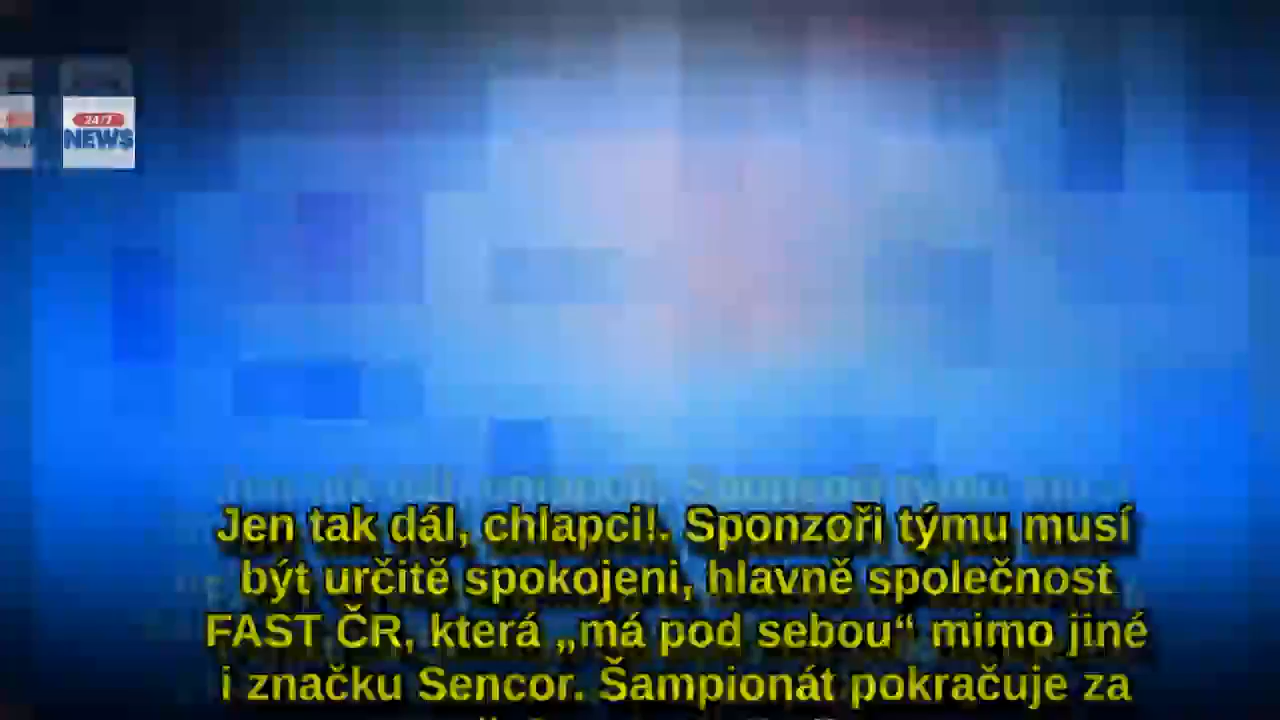 24/7
NEWS
Jen tak dál, chlapci!. Sponzoři týmu musí
být určitě spokojeni, hlavně společnost
FAST ČR, která „má pod sebou“ mimo jiné
i značku Sencor. Šampionát pokračuje za